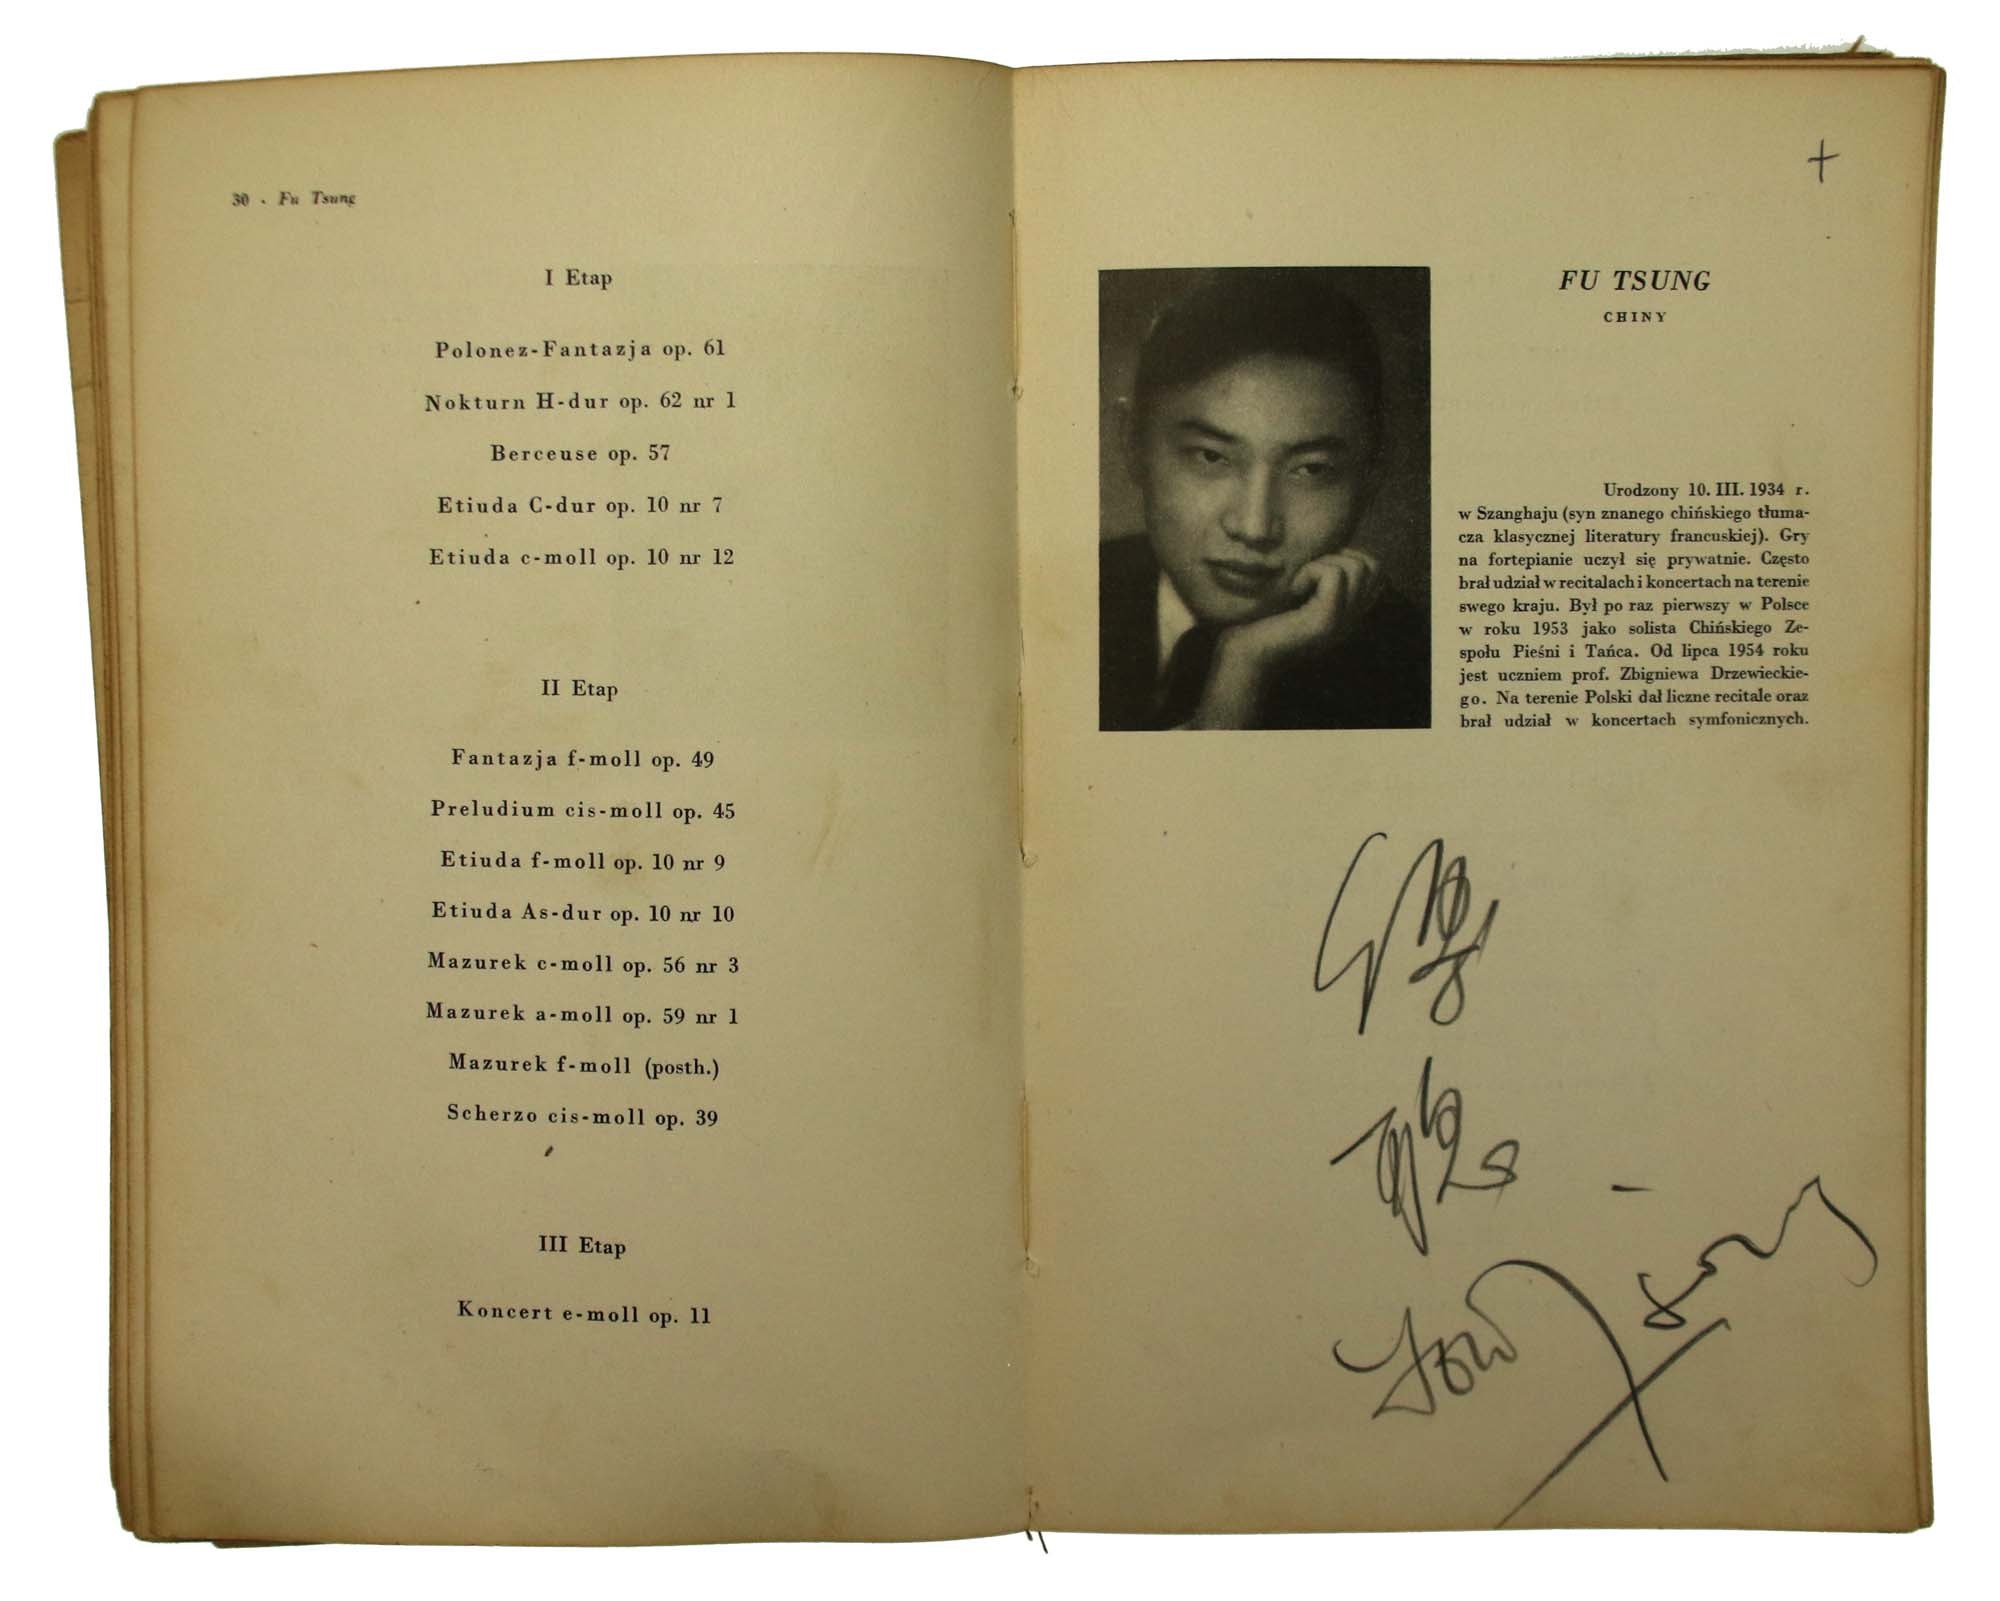 30 . Fu Tsung
I Etap
Polonez-Fantazja op. 61
Nokturn H-dur op. 62 nr 1
Berceuse op. 57
Etiuda C-dur op. 10 nr 7
Etiuda c-moll op. 10 nr 12
II Etap
Fantazja f-moll op. 49
Preludium cis-moll op. 45
Etiuda f-moll op. 10 nr 9
Etiuda As-dur op. 10 nr 10
Mazurek c-moll op. 56 nr 3
Mazurek a-moll op. 59 nr 1
Mazurek f-moll (posth.)
Scherzo cis-moll op. 39
III Etap
Koncert e-moll op. 11
FU TSUNG
CHINY
Urodzony 10. III. 1934 r.
w Szanghaju (syn znanego chińskiego tłuma-
cza klasycznej literatury francuskiej). Gry
na fortepianie uczył się prywatnie. Często
brał udział w recitalach i koncertach na terenie
swego kraju. Był po raz pierwszy w Polsce
w roku 1953 jako solista Chińskiego Ze-
społu Pieśni i Tańca. Od lipca 1954 roku
jest uczniem prof. Zbigniewa Drzewieckie-
go. Na terenie Polski dał liczne recitale oraz
brał udział w koncertach symfonicznych.
傅
聪
Fou Ts'ong